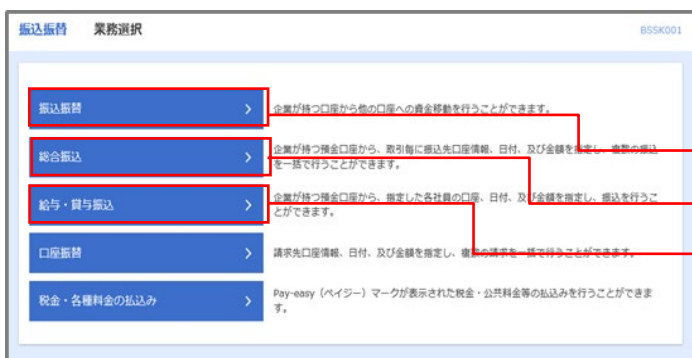 振込振替 業務選択 BSSK001
振込振替 > 企業が持つ口座から他の口座への資金移動を行うことができます。
総合振込 > 企業が持つ預金口座から、取引毎に振込先口座情報、日付、及び金額を指定し、複数の振込
を一括で行うことができます。
給与・賞与振込 > 企業が持つ預金口座から、指定した各社員の口座、日付、及び金額を指定し、振込を行うこ
とができます。
口座振替 > 請求先口座情報、日付、及び金額を指定し、複数の請求を一括で行うことができます。
税金・各種料金の払込み > Pay-easy（ペイジー）マークが表示された税金・公共料金等の払込みを行うことができま
す。